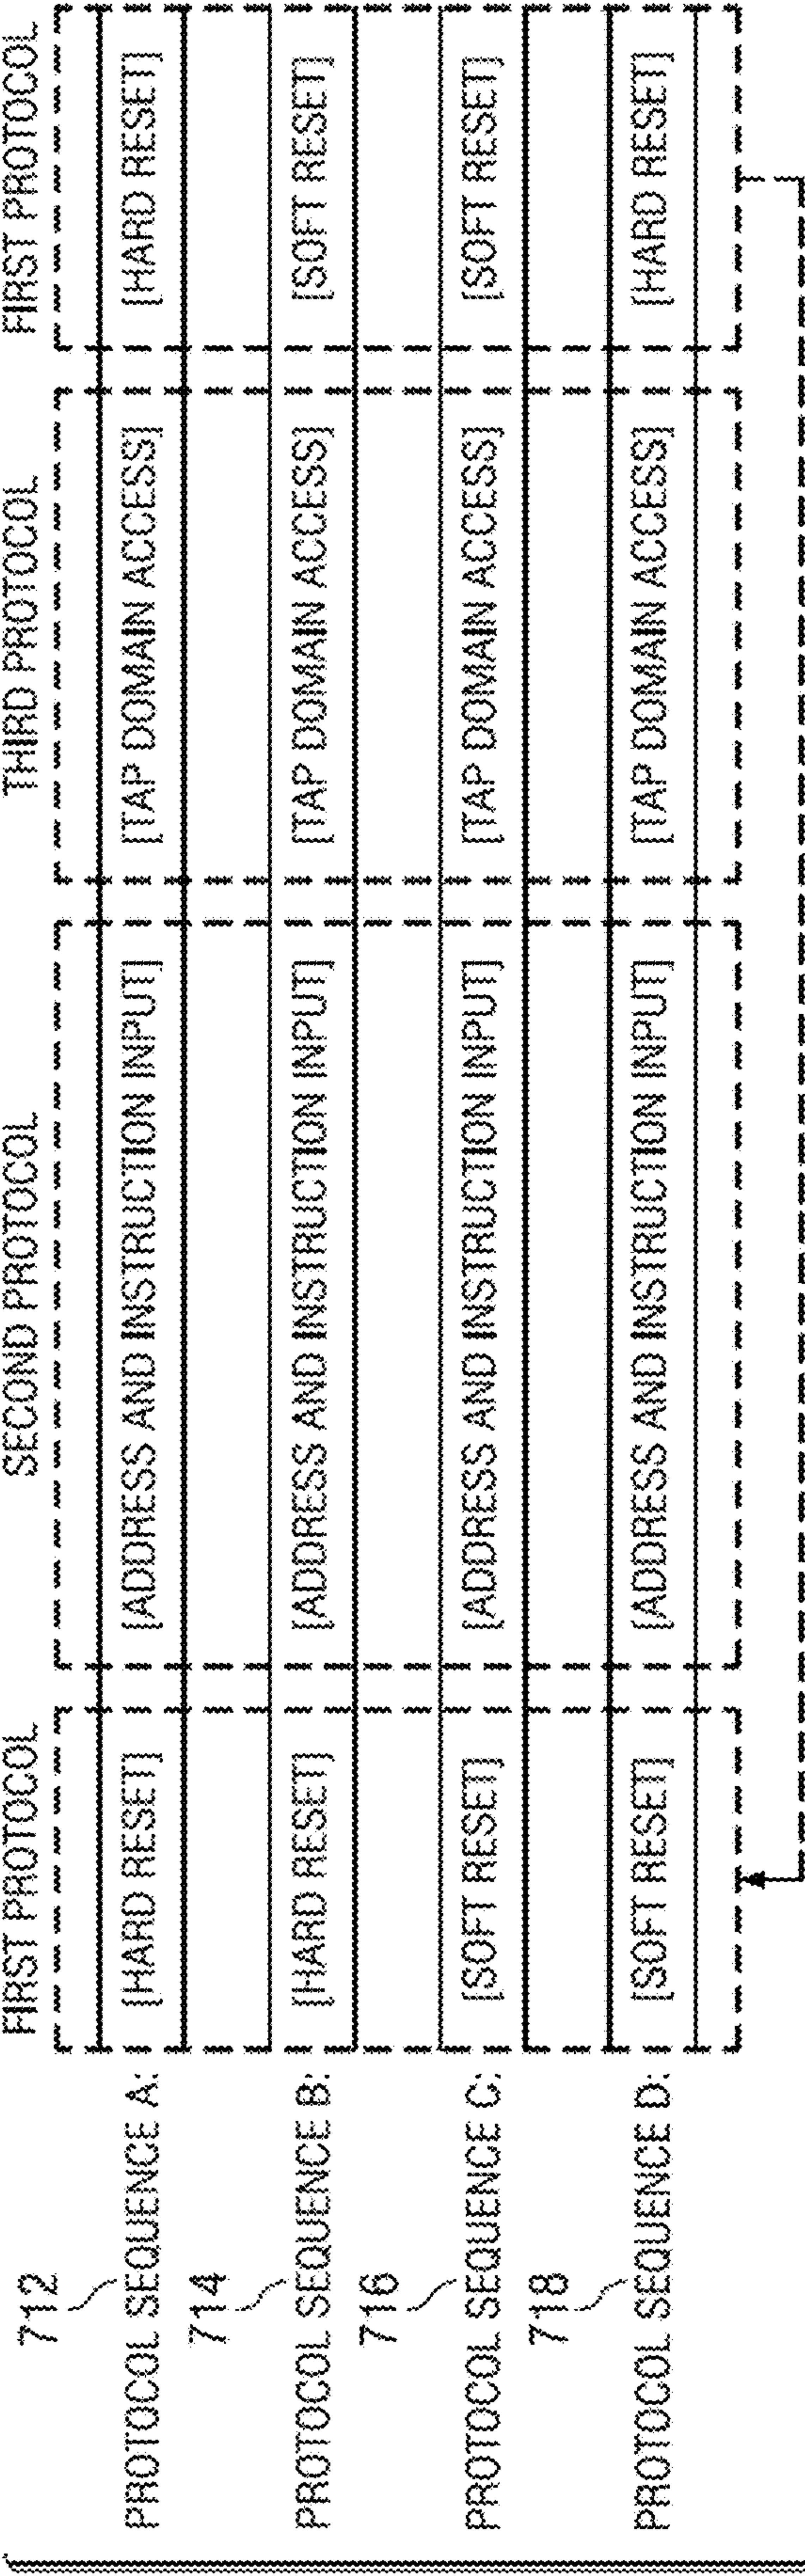 FIRST PROTOCOL SECOND PROTOCOL THIRD PROTOCOL FIRST PROTOCOL
712
PROTOCOL SEQUENCE A: [HARD RESET] [ADDRESS AND INSTRUCTION INPUT] [TAP DOMAIN ACCESS] [HARD RESET]
714
PROTOCOL SEQUENCE B: [HARD RESET] [ADDRESS AND INSTRUCTION INPUT] [TAP DOMAIN ACCESS] [SOFT RESET]
716
PROTOCOL SEQUENCE C: [SOFT RESET] [ADDRESS AND INSTRUCTION INPUT] [TAP DOMAIN ACCESS] [SOFT RESET]
718
PROTOCOL SEQUENCE D: [SOFT RESET] [ADDRESS AND INSTRUCTION INPUT] [TAP DOMAIN ACCESS] [HARD RESET]